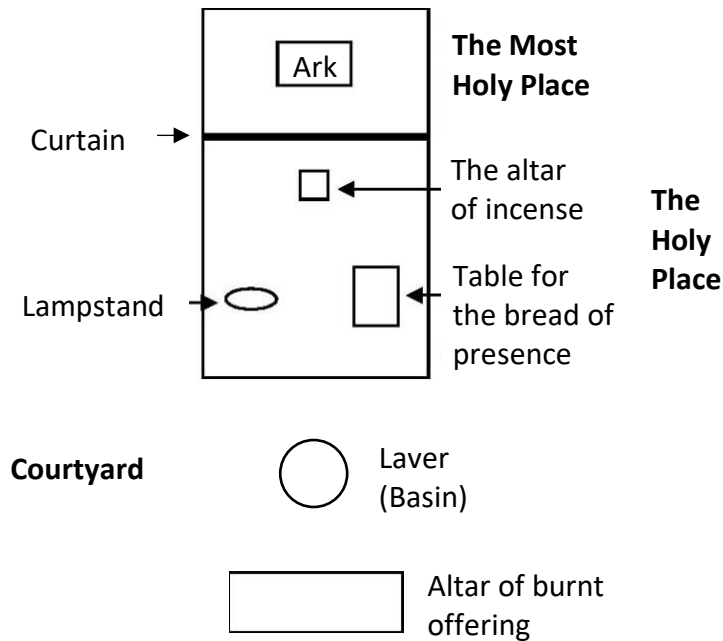 Ark
The Most
Holy Place
Curtain
The altar
of incense
The
Holy
Place
Lampstand
Table for
the bread of
presence
Courtyard
Laver
(Basin)
Altar of burnt
offering